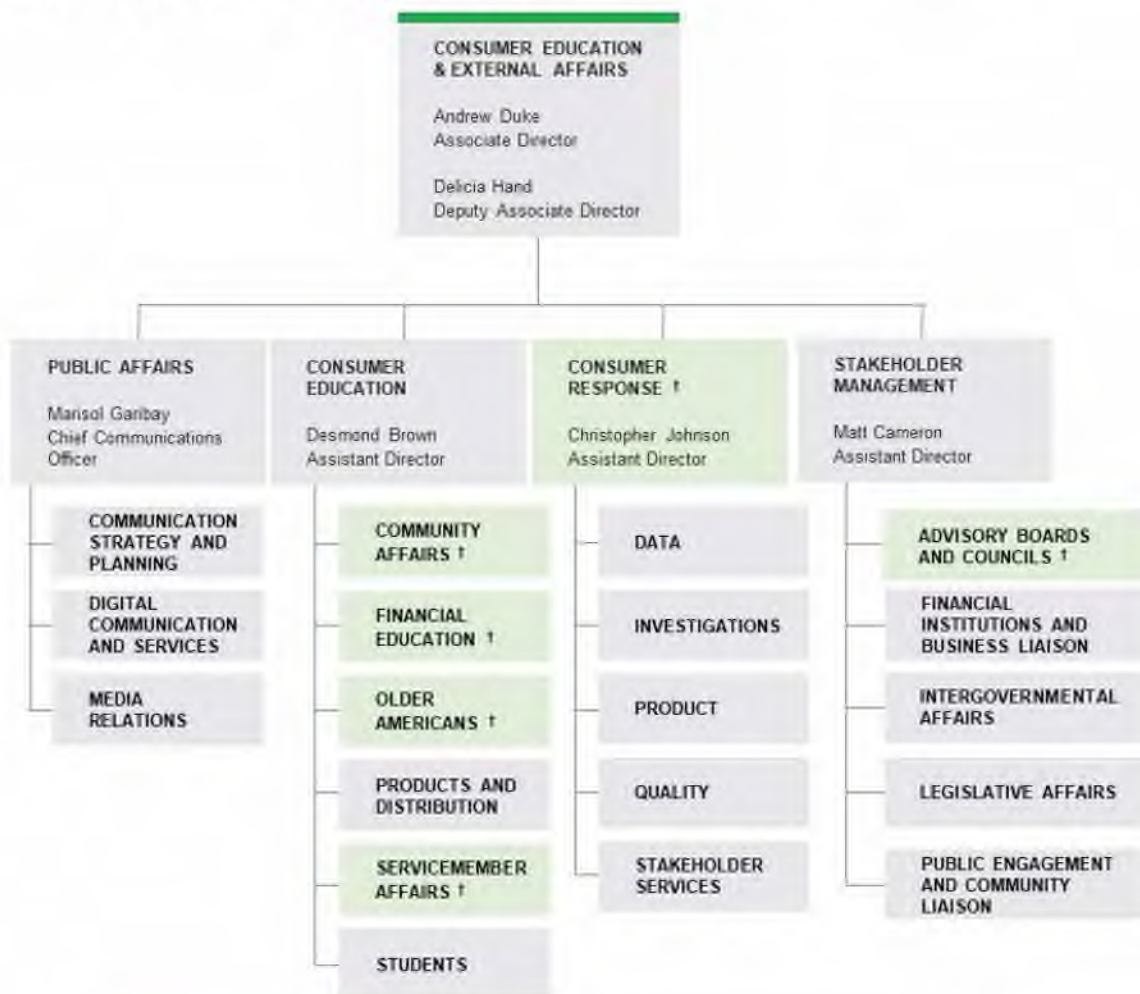 CONSUMER EDUCATION
& EXTERNAL AFFAIRS
Andrew Duke
Associate Director
Delicia Hand
Deputy Associate Director
PUBLIC AFFAIRS
Marisol Garibay
Chief Communications
Officer
COMMUNICATION
STRATEGY AND
PLANNING
DIGITAL
COMMUNICATION
AND SERVICES
MEDIA
RELATIONS
CONSUMER
EDUCATION
Desmond Brown
Assistant Director
COMMUNITY
AFFAIRS †
FINANCIAL
EDUCATION †
OLDER
AMERICANS †
PRODUCTS AND
DISTRIBUTION
SERVICEMEMBER
AFFAIRS †
STUDENTS
CONSUMER
RESPONSE †
Christopher Johnson
Assistant Director
DATA
INVESTIGATIONS
PRODUCT
QUALITY
STAKEHOLDER
SERVICES
STAKEHOLDER
MANAGEMENT
Matt Cameron
Assistant Director
ADVISORY BOARDS
AND COUNCILS †
FINANCIAL
INSTITUTIONS AND
BUSINESS LIAISON
INTERGOVERNMENTAL
AFFAIRS
LEGISLATIVE AFFAIRS
PUBLIC ENGAGEMENT
AND COMMUNITY
LIAISON